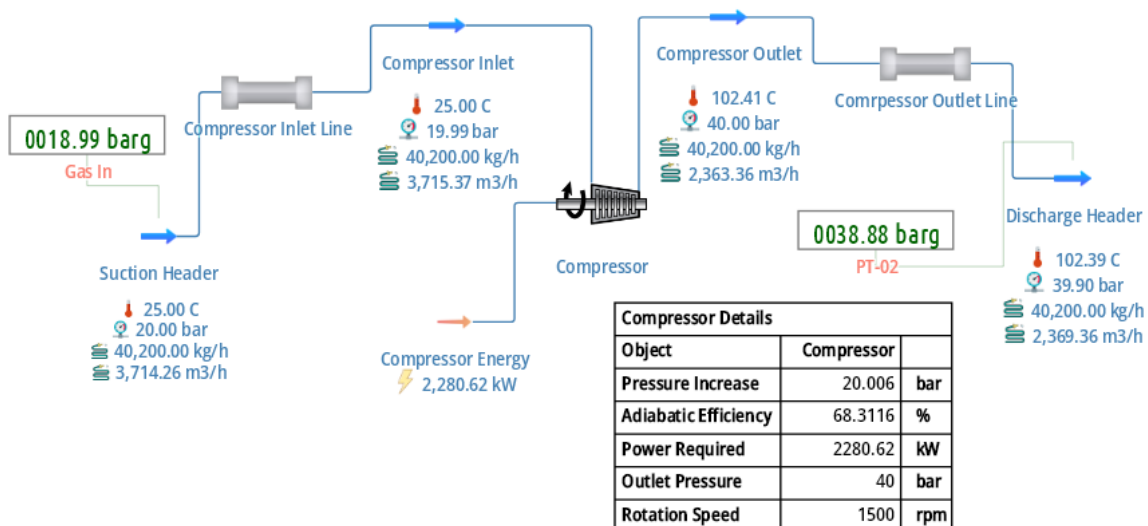 Compressor Inlet
25.00 C
19.99 bar
40,200.00 kg/h
3,715.37 m3/h
Compressor Outlet
102.41 C
40.00 bar
40,200.00 kg/h
2,363.36 m3/h
Compressor Inlet Line
Comrpessor Outlet Line
0018.99 barg
Gas In
Suction Header
25.00 C
20.00 bar
40,200.00 kg/h
3,714.26 m3/h
Compressor
Compressor Energy
2,280.62 kW
0038.88 barg
PT-02
Discharge Header
102.39 C
39.90 bar
40,200.00 kg/h
2,369.36 m3/h
Compressor Details
Object Compressor
Pressure Increase 20.006 bar
Adiabatic Efficiency 68.3116 %
Power Required 2280.62 kW
Outlet Pressure 40 bar
Rotation Speed 1500 rpm